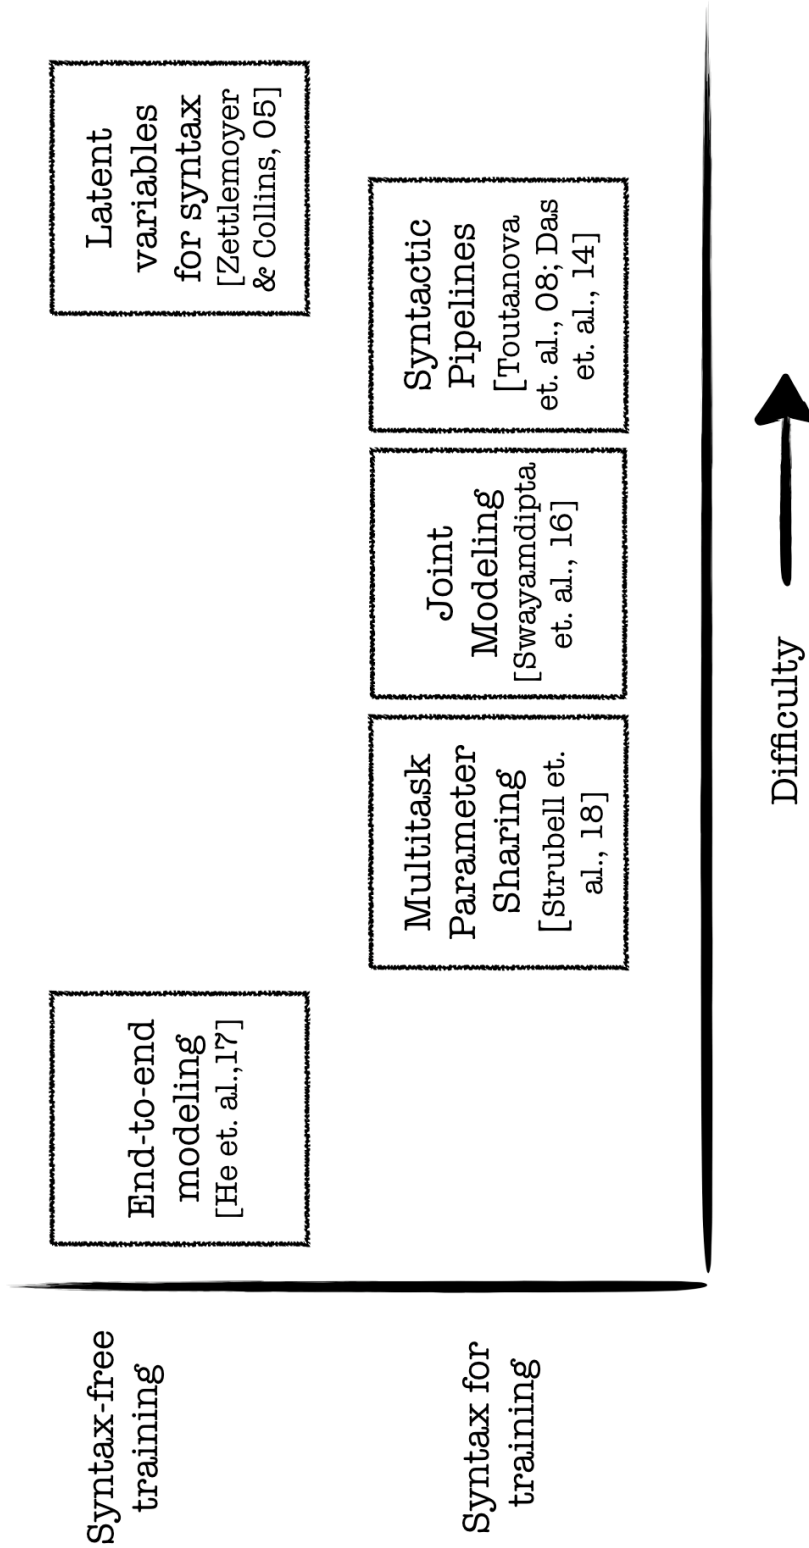 Syntax-free
training
End-to-end
modeling
[He et. al.,17]
Latent
variables
for syntax
[Zettlemoyer
& Collins, 05]
Syntax for
training
Multitask
Parameter
Sharing
[Strubell et.
al., 18]
Joint
Modeling
[Swayamdipta
et. al., 16]
Syntactic
Pipelines
[Toutanova
et. al., 08; Das
et. al., 14]
Difficulty